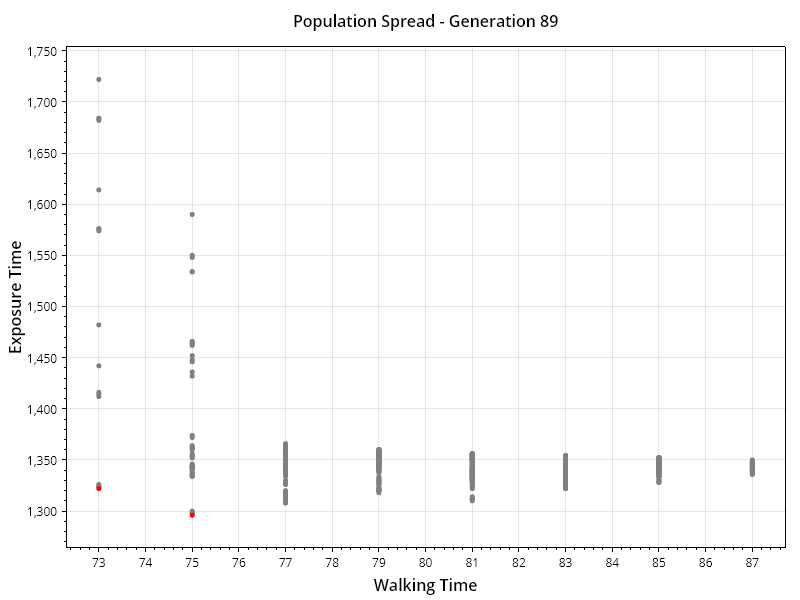 Population Spread - Generation 89
1,750
1,700
1,650
1,600
1,550
1,500
1,450
1,400
1,350
1,300
Exposure Time
73 74 75 76 77 78 79 80 81 82 83 84 85 86 87
Walking Time